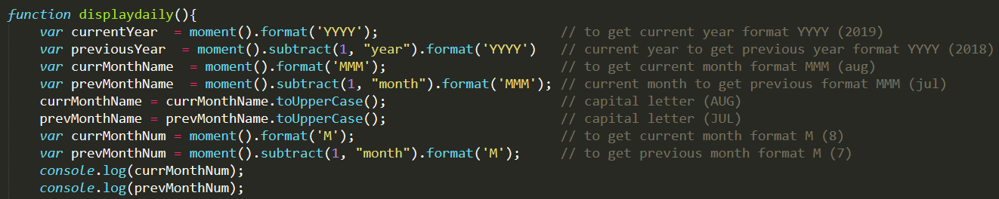 function displaydaily(){
var currentYear = moment().format('YYYY'); // to get current year format YYYY (2019)
var previousYear = moment().subtract(1, "year").format('YYYY') // current year to get previous year format YYYY (2018)
var currMonthName = moment().format('MMM'); // to get current month format MMM (aug)
var prevMonthName = moment().subtract(1, "month").format('MMM'); // current month to get previous format MMM (jul)
currMonthName = currMonthName.toUpperCase(); // capital letter (AUG)
prevMonthName = prevMonthName.toUpperCase(); // capital letter (JUL)
var currMonthNum = moment().format('M'); // to get current month format M (8)
var prevMonthNum = moment().subtract(1, "month").format('M'); // to get previous month format M (7)
console.log(currMonthNum);
console.log(prevMonthNum);